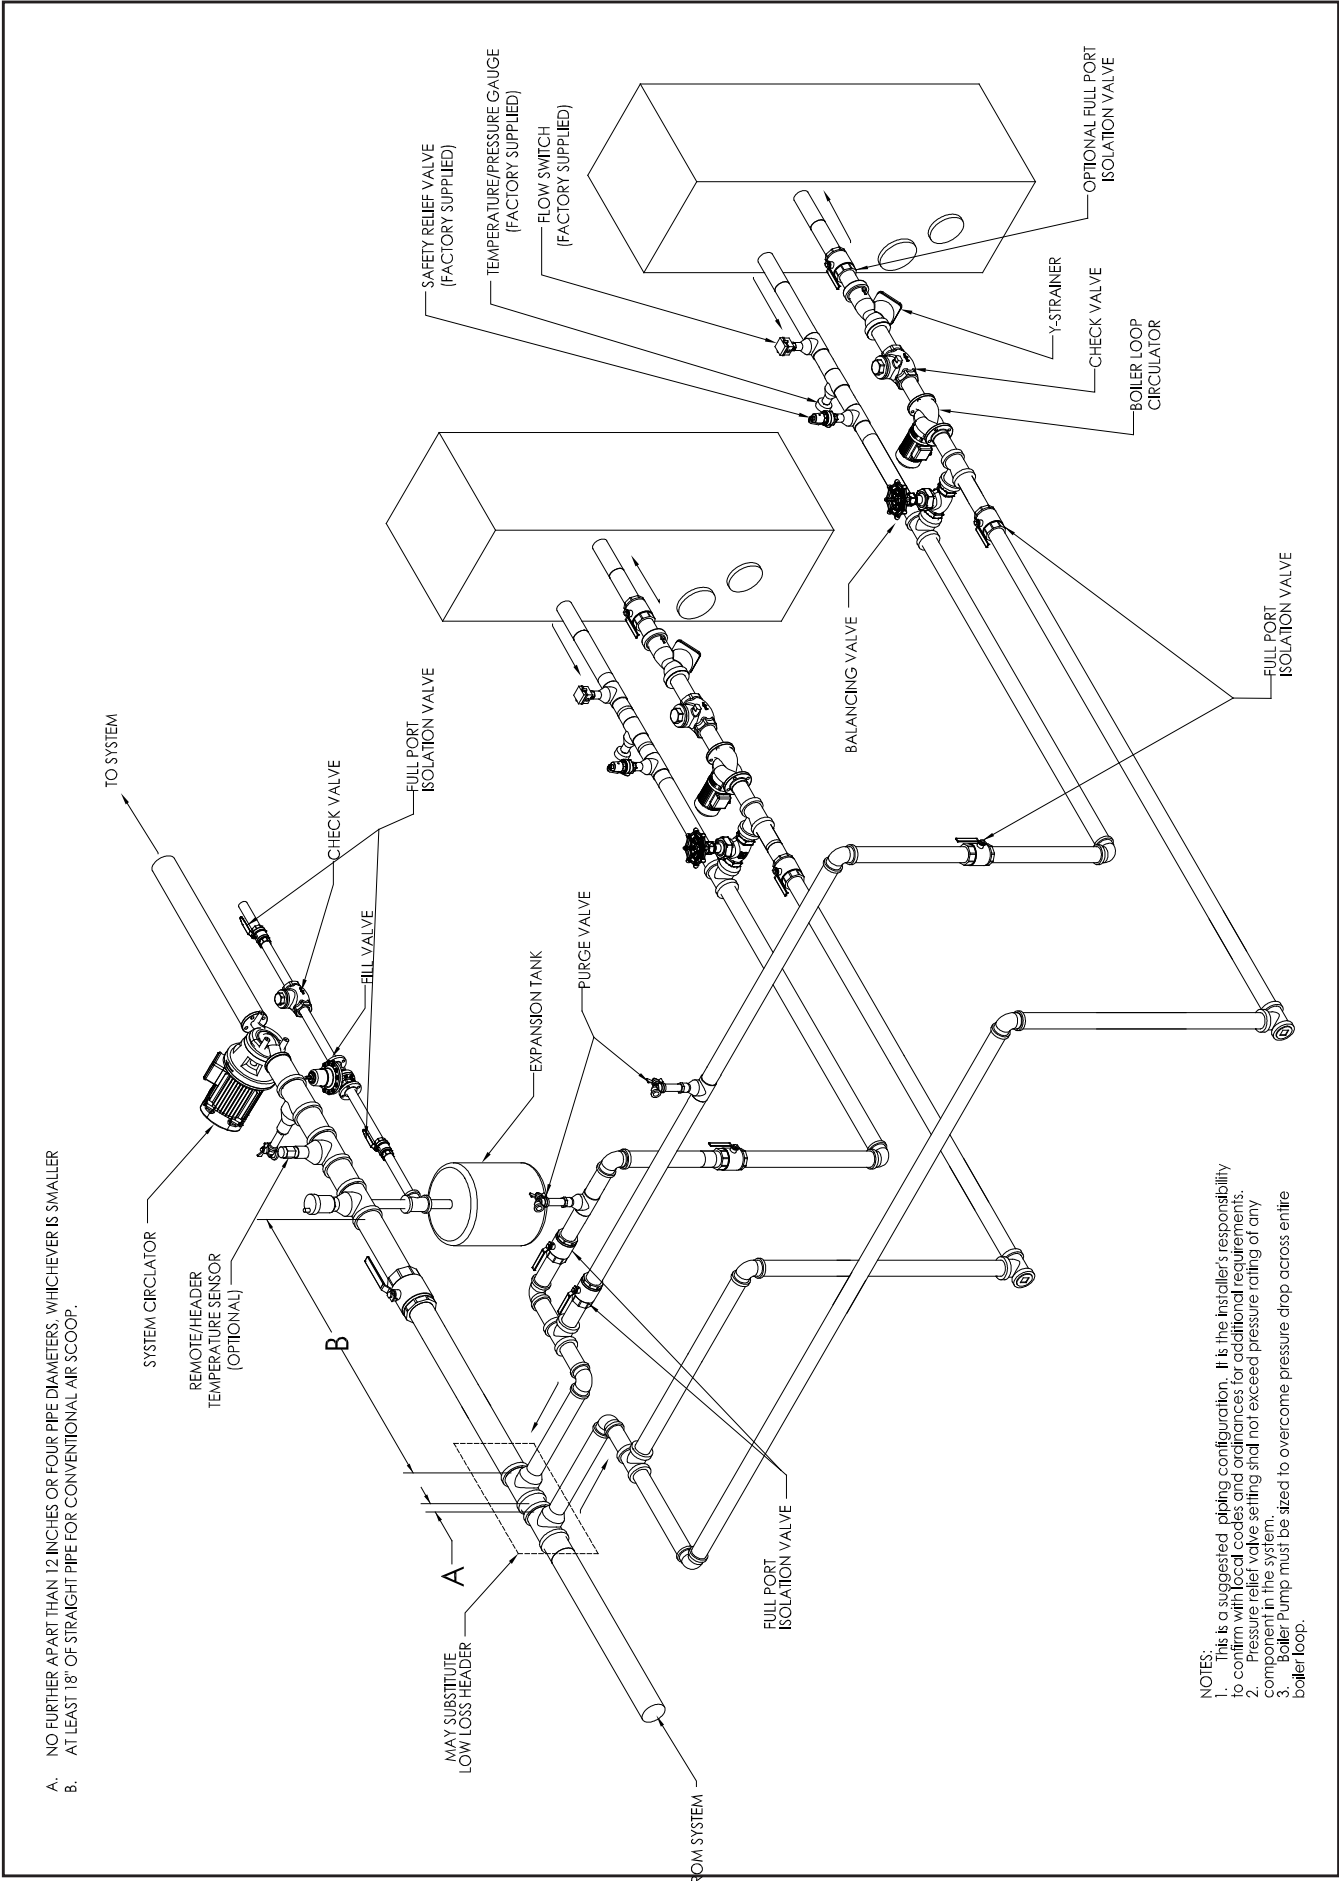 A. NO FURTHER APART THAN 12 INCHES OR FOUR PIPE DIAMETERS, WHICHEVER IS SMALLER
B. AT LEAST 18" OF STRAIGHT PIPE FOR CONVENTIONAL AIR SCOOP.
TO SYSTEM
SYSTEM CIRCLATOR
REMOTE/HEADER
TEMPERATURE SENSOR
(OPTIONAL)
CHECK VALVE
FILL VALVE
FULL PORT
ISOLATION VALVE
SAFETY RELIEF VALVE
(FACTORY SUPPLIED)
TEMPERATURE/PRESSURE GAUGE
(FACTORY SUPPLIED)
FLOW SWITCH
(FACTORY SUPPLIED)
B
A
EXPANSION TANK
PURGE VALVE
MAY SUBSTITUTE
LOW LOSS HEADER
ROM SYSTEM
FULL PORT
ISOLATION VALVE
BALANCING VALVE
OPTIONAL FULL PORT
ISOLATION VALVE
Y-STRAINER
CHECK VALVE
BOILER LOOP
CIRCULATOR
FULL PORT
ISOLATION VALVE
NOTES:
1. This is a suggested piping configuration. It is the installer's responsibility
to confirm with local codes and ordinances for additional requirements.
2. Pressure relief valve setting shall not exceed pressure rating of any
component in the system.
3. Boiler Pump must be sized to overcome pressure drop across entire
boiler loop.